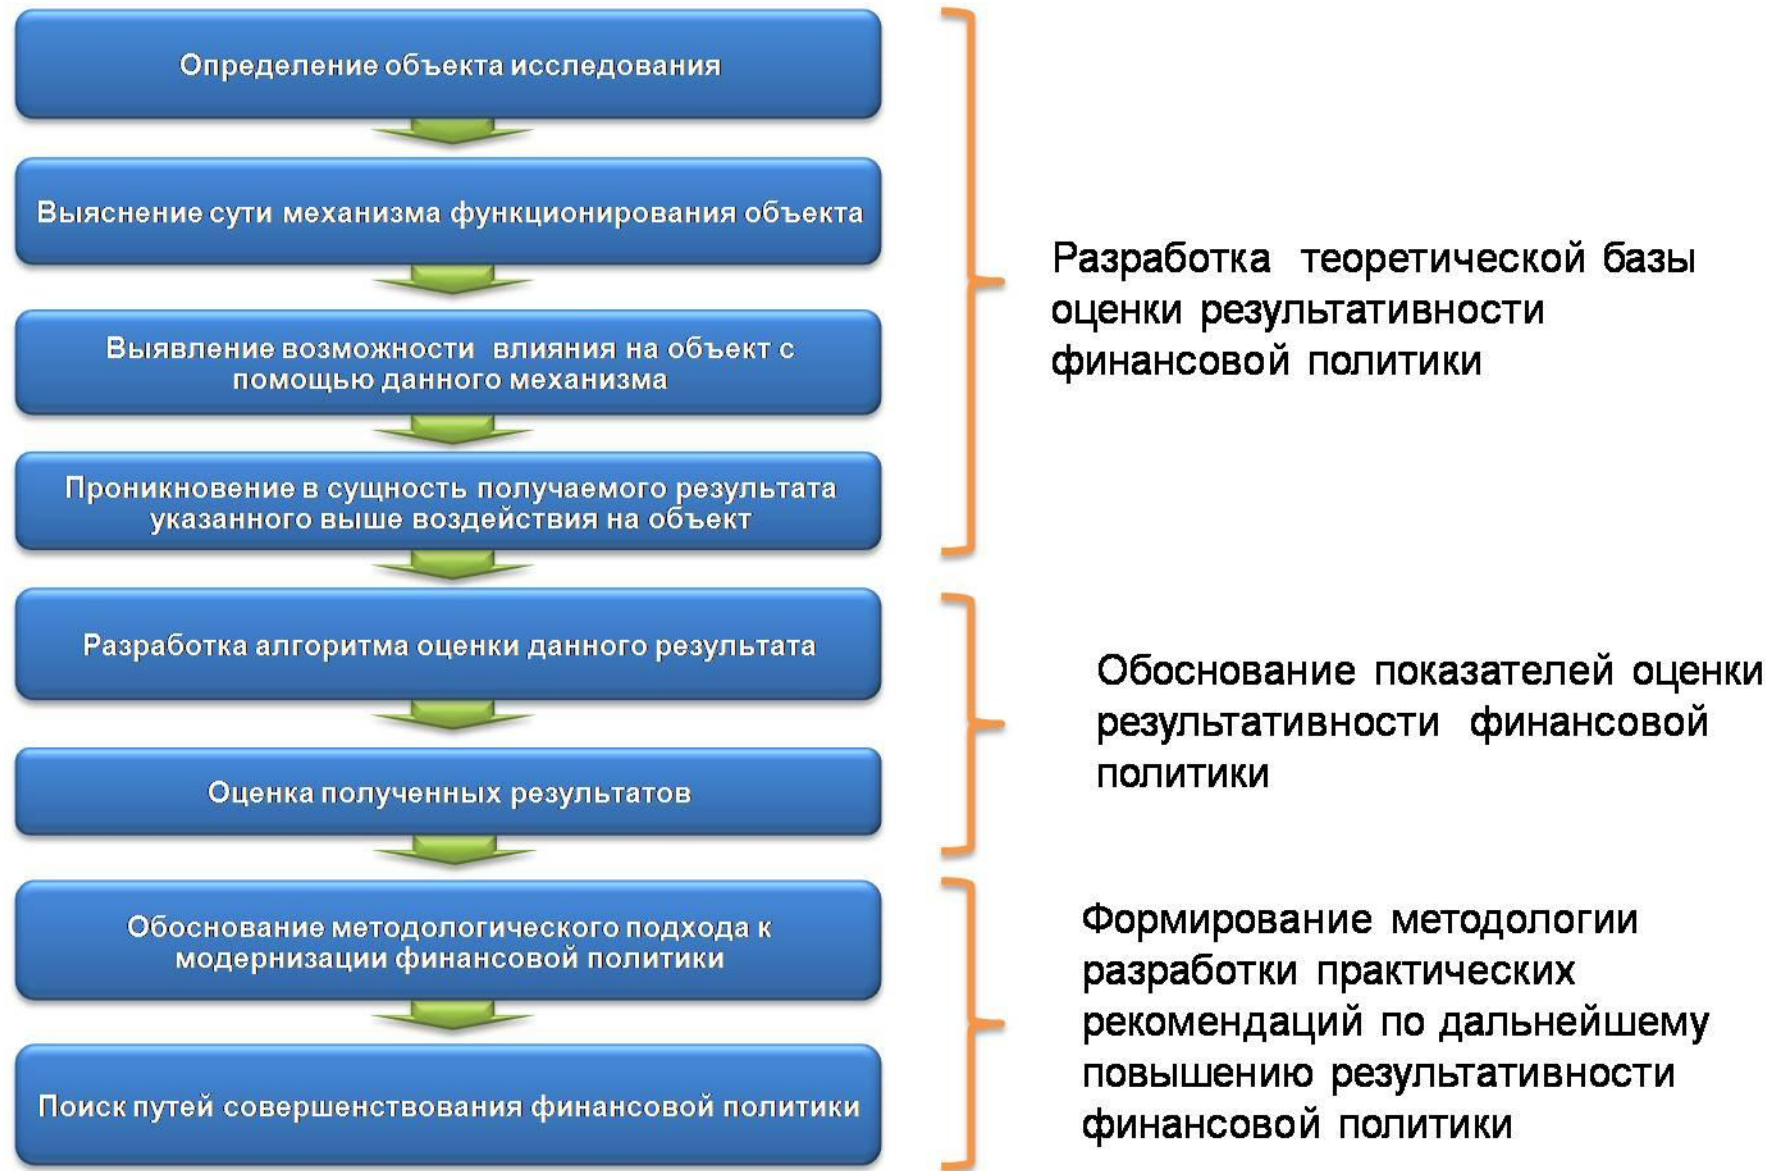 Определение объекта исследования
Выяснение сути механизма функционирования объекта
Выявление возможности влияния на объект с
помощью данного механизма
Проникновение в сущность получаемого результата
указанного выше воздействия на объект
Разработка теоретической базы
оценки результативности
финансовой политики
Разработка алгоритма оценки данного результата
Оценка полученных результатов
Обоснование показателей оценки
результативности финансовой
политики
Обоснование методологического подхода к
модернизации финансовой политики
Поиск путей совершенствования финансовой политики
Формирование методологии
разработки практических
рекомендаций по дальнейшему
повышению результативности
финансовой политики